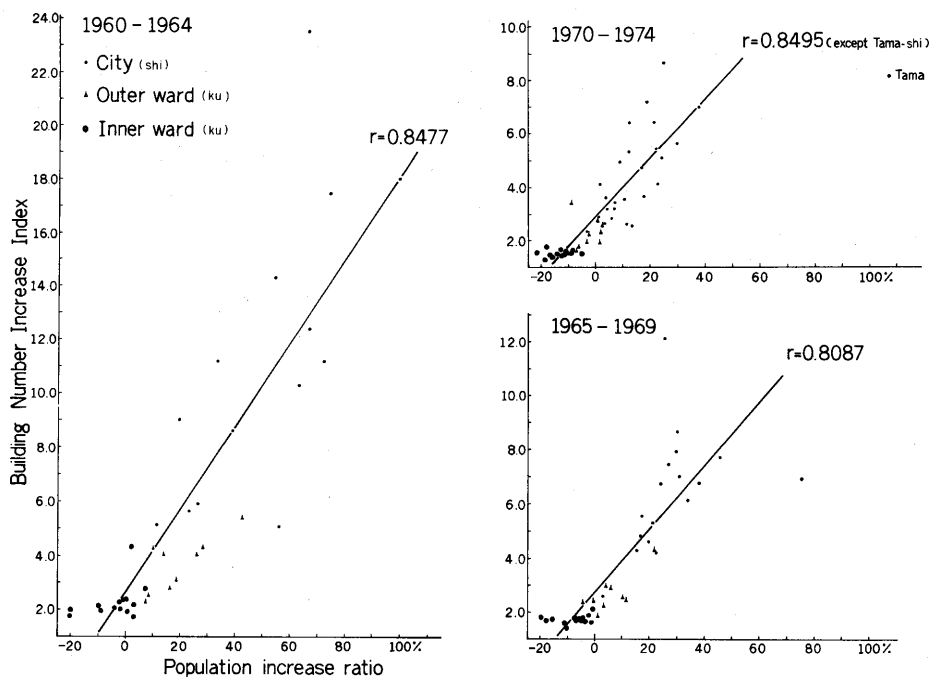 1960 – 1964
City (shi)
Outer ward (ku)
Inner ward (ku)
r=0.8477
24.0
22.0
20.0
18.0
16.0
14.0
12.0
10.0
8.0
6.0
4.0
2.0
Building Number Increase Index
-20 0 20 40 60 80 100%
Population increase ratio
1970 – 1974
r=0.8495 (except Tama-shi)
Tama
10.0
8.0
6.0
4.0
2.0
-20 0 20 40 60 80 100%
1965 – 1969
r=0.8087
12.0
10.0
8.0
6.0
4.0
2.0
-20 0 20 40 60 80 100%